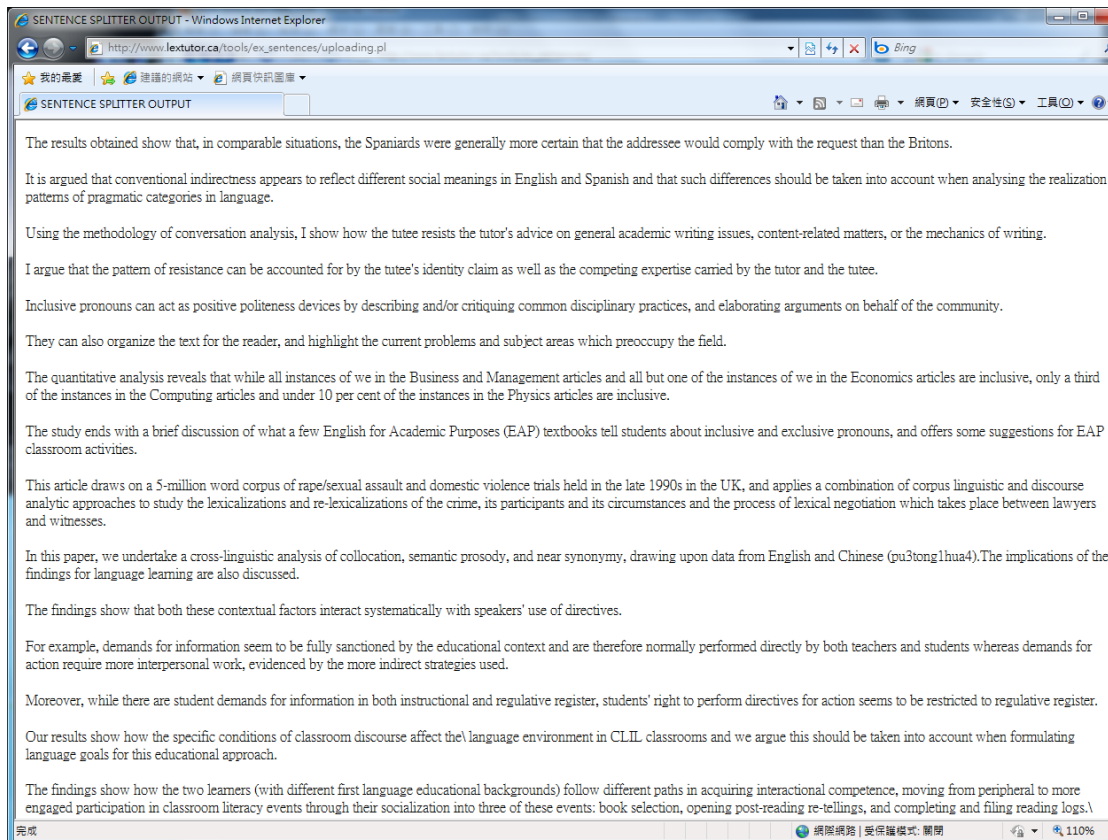 SENTENCE SPLITTER OUTPUT - Windows Internet Explorer
http://www.lextutor.ca/tools/ex_sentences/uploading.pl
Bing
我的最愛 建議的網站 網頁快訊圖庫
SENTENCE SPLITTER OUTPUT
網頁(P) 安全性(S) 工具(O)
The results obtained show that, in comparable situations, the Spaniards were generally more certain that the addressee would comply with the request than the Britons.
It is argued that conventional indirectness appears to reflect different social meanings in English and Spanish and that such differences should be taken into account when analysing the realization
patterns of pragmatic categories in language.
Using the methodology of conversation analysis, I show how the tutee resists the tutor's advice on general academic writing issues, content-related matters, or the mechanics of writing.
I argue that the pattern of resistance can be accounted for by the tutee's identity claim as well as the competing expertise carried by the tutor and the tutee.
Inclusive pronouns can act as positive politeness devices by describing and/or critiquing common disciplinary practices, and elaborating arguments on behalf of the community.
They can also organize the text for the reader, and highlight the current problems and subject areas which preoccupy the field.
The quantitative analysis reveals that while all instances of we in the Business and Management articles and all but one of the instances of we in the Economics articles are inclusive, only a third
of the instances in the Computing articles and under 10 per cent of the instances in the Physics articles are inclusive.
The study ends with a brief discussion of what a few English for Academic Purposes (EAP) textbooks tell students about inclusive and exclusive pronouns, and offers some suggestions for EAP
classroom activities.
This article draws on a 5-million word corpus of rape/sexual assault and domestic violence trials held in the late 1990s in the UK, and applies a combination of corpus linguistic and discourse
analytic approaches to study the lexicalizations and re-lexicalizations of the crime, its participants and its circumstances and the process of lexical negotiation which takes place between lawyers
and witnesses.
In this paper, we undertake a cross-linguistic analysis of collocation, semantic prosody, and near synonymy, drawing upon data from English and Chinese (pu3tong1hua4).The implications of the
findings for language learning are also discussed.
The findings show that both these contextual factors interact systematically with speakers' use of directives.
For example, demands for information seem to be fully sanctioned by the educational context and are therefore normally performed directly by both teachers and students whereas demands for
action require more interpersonal work, evidenced by the more indirect strategies used.
Moreover, while there are student demands for information in both instructional and regulative register, students' right to perform directives for action seems to be restricted to regulative register.
Our results show how the specific conditions of classroom discourse affect the\ language environment in CLIL classrooms and we argue this should be taken into account when formulating
language goals for this educational approach.
The findings show how the two learners (with different first language educational backgrounds) follow different paths in acquiring interactional competence, moving from peripheral to more
engaged participation in classroom literacy events through their socialization into three of these events: book selection, opening post-reading re-tellings, and completing and filing reading logs.\
完成 網際網路 | 受保護模式: 關閉 110%